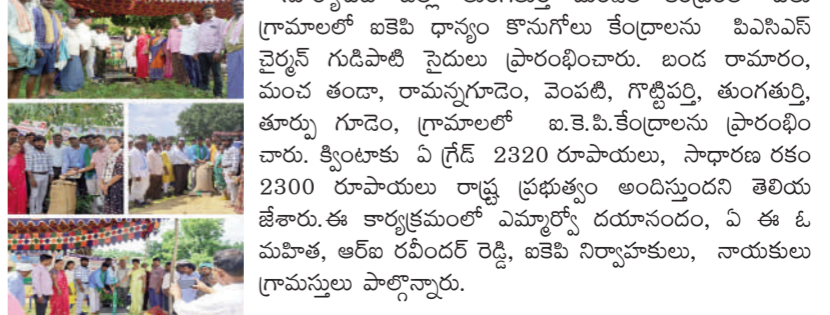 గ్రామాలలో ఐకెపి ధాన్యం కొనుగోలు కేంద్రాలను పిఎసిఎస్
చైర్మన్ గుడిపాటి సైదులు ప్రారంభించారు. బండ రామారం,
మంచ తండా, రామన్నగూడెం, వెంపటి, గొట్టిపర్తి, తుంగతుర్తి,
తూర్పు గూడెం, గ్రామాలలో ఐ.కె.పి.కేంద్రాలను ప్రారంభిం
చారు. క్వింటాకు ఏ గ్రేడ్ 2320 రూపాయలు, సాధారణ రకం
2300 రూపాయలు రాష్ట్ర ప్రభుత్వం అందిస్తుందని తెలియ
జేశారు.ఈ కార్యక్రమంలో ఎమ్మార్వో దయానందం, ఏ ఈ ఓ
మహిత, ఆర్ఐ రవీందర్ రెడ్డి, ఐకెపి నిర్వాహకులు, నాయకులు
గ్రామస్తులు పాల్గొన్నారు.